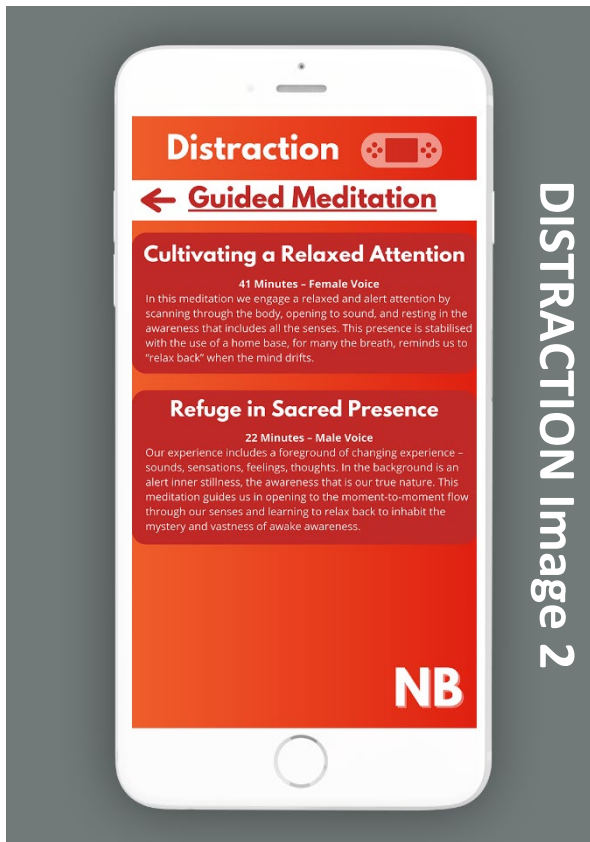 Distraction
Guided Meditation
Cultivating a Relaxed Attention
41 Minutes – Female Voice
In this meditation we engage a relaxed and alert attention by
scanning through the body, opening to sound, and resting in the
awareness that includes all the senses. This presence is stabilised
with the use of a home base, for many the breath, reminds us to
“relax back” when the mind drifts.
Refuge in Sacred Presence
22 Minutes – Male Voice
Our experience includes a foreground of changing experience –
sounds, sensations, feelings, thoughts. In the background is an
alert inner stillness, the awareness that is our true nature. This
meditation guides us in opening to the moment-to-moment flow
through our senses and learning to relax back to inhabit the
mystery and vastness of awake awareness.
NB
DISTRACTION Image 2